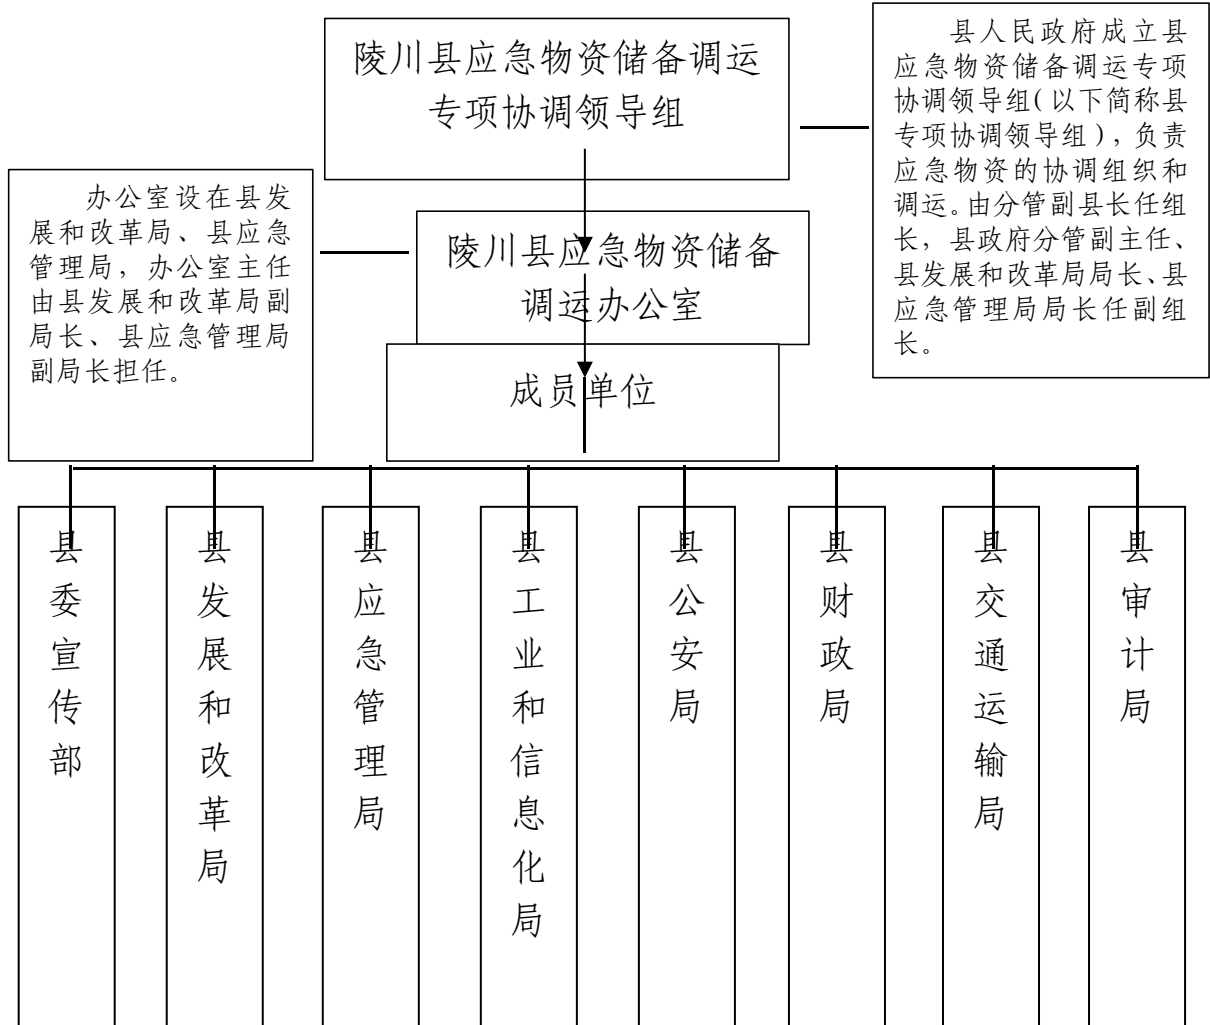 陵川县应急物资储备调运
专项协调领导组
县人民政府成立县
应急物资储备调运专项
协调领导组(以下简称县
专项协调领导组),负责
应急物资的协调组织和
调运。由分管副县长任组
长,县政府分管副主任、
县发展和改革局局长、县
应急管理局局长任副组
长。
办公室设在县发
展和改革局、县应急
管理局,办公室主任
由县发展和改革局副
局长、县应急管理局
副局长担任。
陵川县应急物资储备
调运办公室
成员单位
县委宣传部
县发展和改革局
县应急管理局
县工业和信息化局
县公安局
县财政局
县交通运输局
县审计局